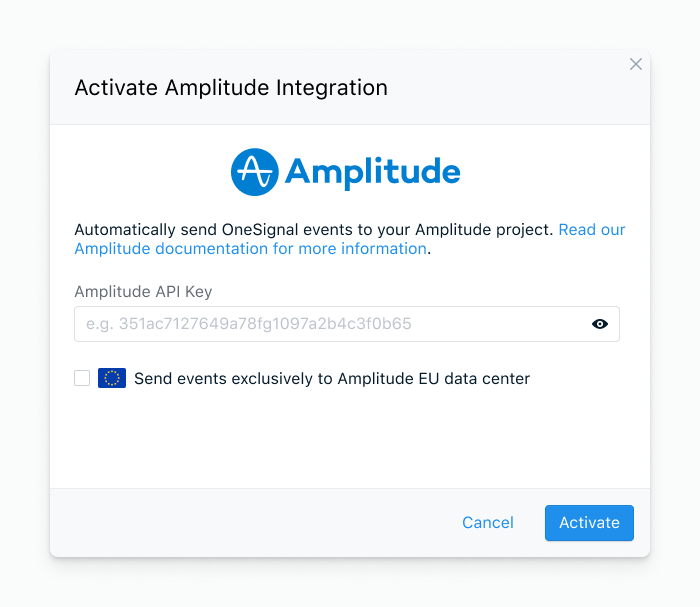 Activate Amplitude Integration
Amplitude
Automatically send OneSignal events to your Amplitude project. Read our
Amplitude documentation for more information.
Amplitude API Key
e.g. 351ac7127649a78fg1097a2b4c3f0b65
Send events exclusively to Amplitude EU data center
Cancel
Activate